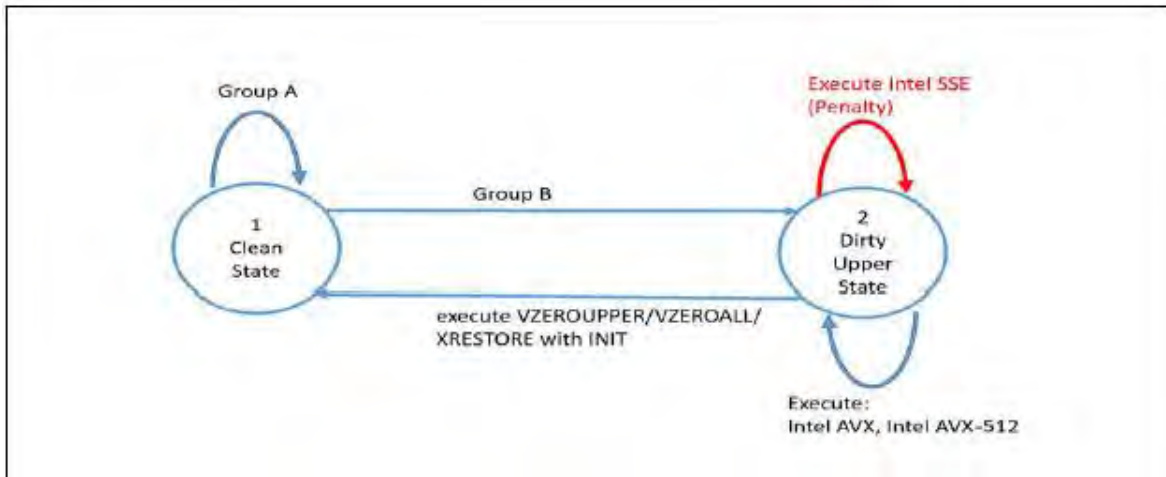 Group A
Execute Intel SSE
(Penalty)
Group B
1
Clean
State
2
Dirty
Upper
State
execute VZEROUPPER/VZEROALL/
XRESTORE with INIT
Execute:
Intel AVX, Intel AVX-512